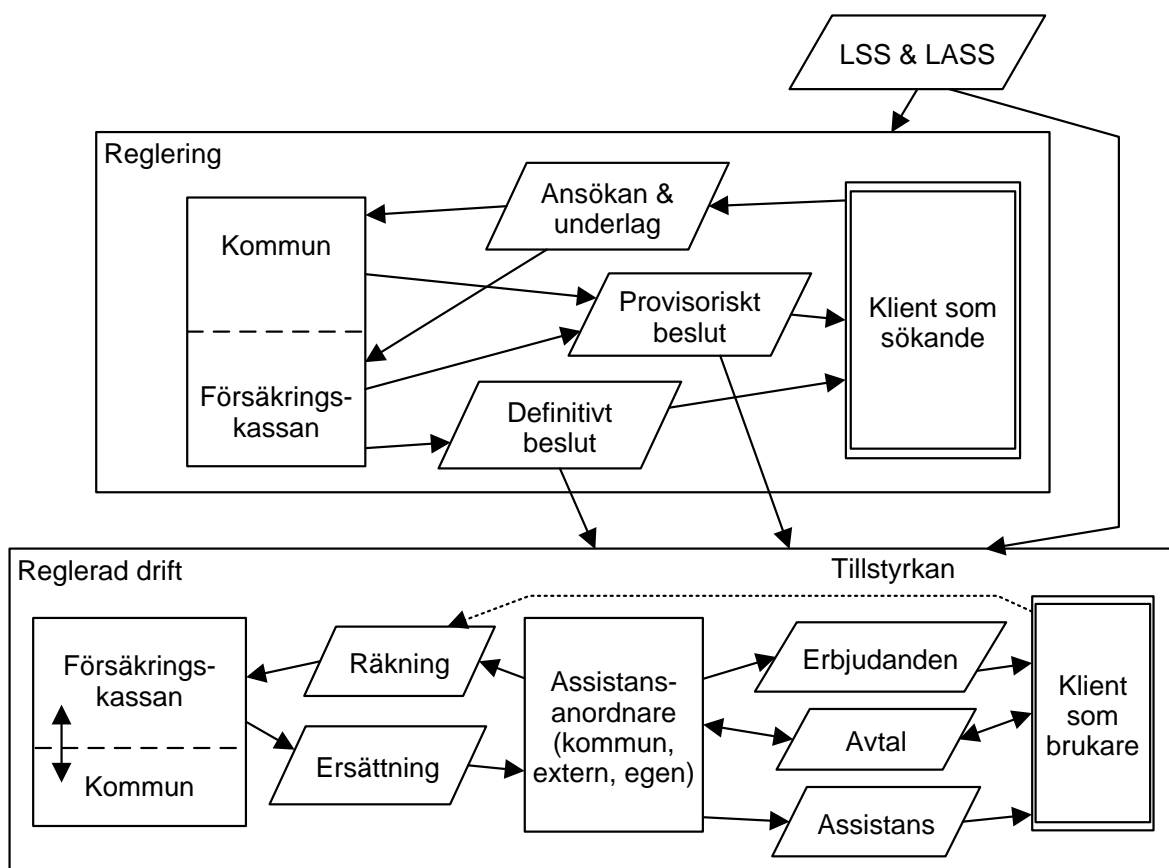 LSS & LASS
Reglering
Ansökan &
underlag
Kommun
Provisoriskt
beslut
Klient som
sökande
Försäkrings-
kassan
Definitivt
beslut
Reglerad drift
Tillstyrkan
Försäkrings-
kassan
Kommun
Räkning
Ersättning
Assistans-
anordnare
(kommun,
extern, egen)
Erbjudanden
Avtal
Assistans
Klient
som
brukare